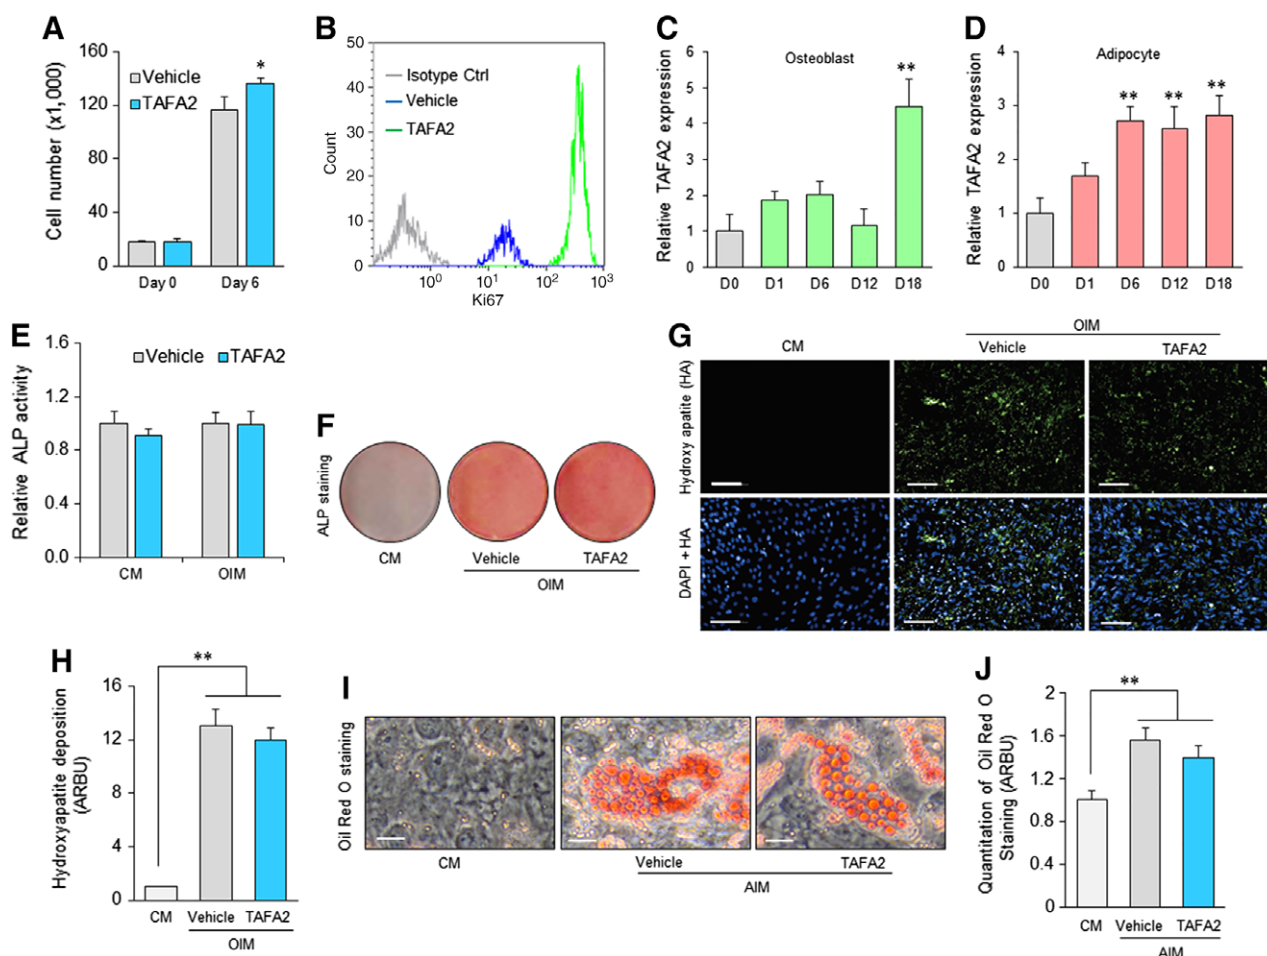 A
Cell number (x1,000)
160
120
80
40
0
Vehicle
TAFA2
*
Day 0
Day 6
B
Count
50
40
30
20
10
0
Isotype Ctrl
Vehicle
TAFA2
10⁰
10¹
10²
10³
Ki67
C
Relative TAFA2 expression
6
5
4
3
2
1
0
Osteoblast
**
D0
D1
D6
D12
D18
D
Relative TAFA2 expression
4
3
2
1
0
Adipocyte
**
**
**
D0
D1
D6
D12
D18
E
Relative ALP activity
1.6
1.2
0.8
0.4
0.0
Vehicle
TAFA2
CM
OIM
F
ALP staining
CM
Vehicle
TAFA2
OIM
G
OIM
CM
Vehicle
TAFA2
Hydroxy apatite (HA)
DAPI + HA
H
Hydroxyapatite deposition
(ARBU)
16
12
8
4
0
**
CM
Vehicle
TAFA2
OIM
I
Oil Red O staining
CM
Vehicle
TAFA2
AIM
J
Quantitation of Oil Red O
Staining (ARBU)
2
1.6
1.2
0.8
0.4
0
**
CM
Vehicle
TAFA2
AIM